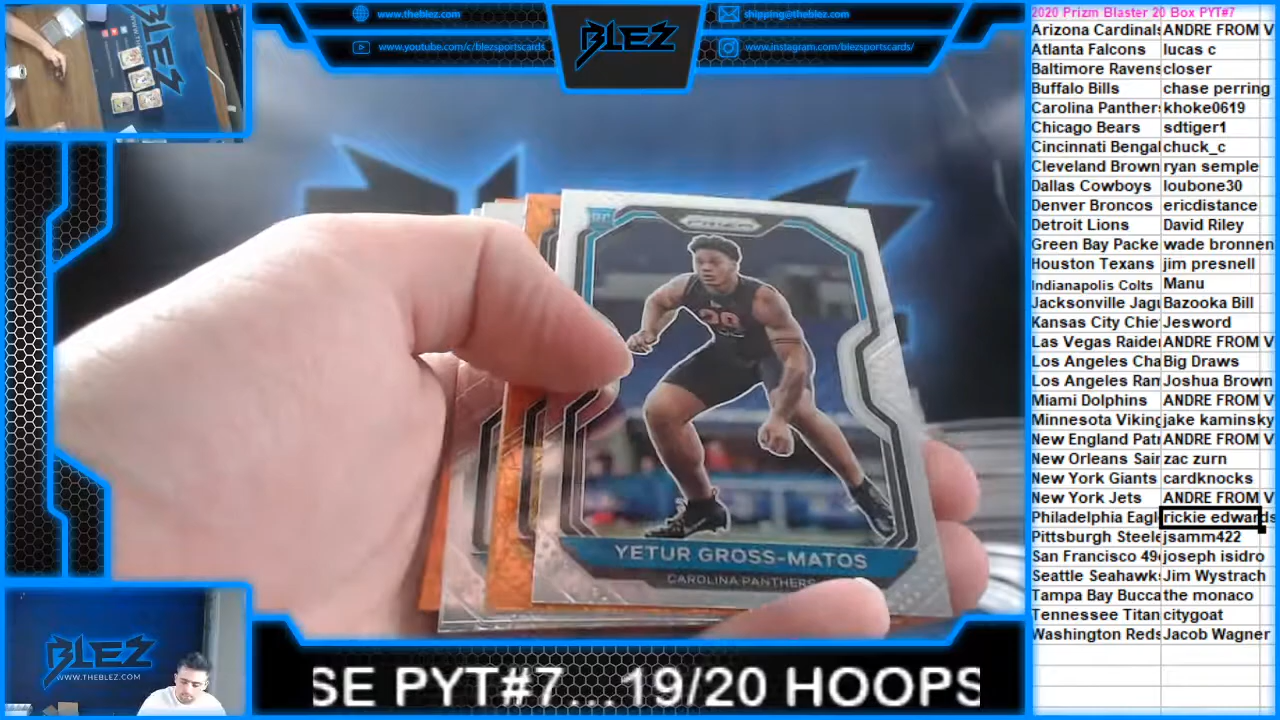 www.theblez.com
www.youtube.com/c/blezsportscards
BLEZ
shipping@theblez.com
www.instagram.com/blezsportscards/
2020 Prizm Blaster 20 Box PYT#7
Arizona Cardinals ANDRE FROM V
Atlanta Falcons lucas c
Baltimore Ravens closer
Buffalo Bills chase perring
Carolina Panther khoke0619
Chicago Bears sdtiger1
Cincinnati Bengal chuck_c
Cleveland Brown ryan semple
Dallas Cowboys loubone30
Denver Broncos ericdistance
Detroit Lions David Riley
Green Bay Packe wade bronnen
Houston Texans jim presnell
Indianapolis Colts Manu
Jacksonville Jagu Bazooka Bill
Kansas City Chie Jesword
Las Vegas Raide ANDRE FROM V
Los Angeles Cha Big Draws
Los Angeles Ram Joshua Brown
Miami Dolphins ANDRE FROM V
Minnesota Viking jake kaminsky
New England Patr ANDRE FROM V
New Orleans Sai zac zurn
New York Giants cardknocks
New York Jets ANDRE FROM V
Philadelphia Eagl rickie edwards
Pittsburgh Steele jsamm422
San Francisco 49 joseph isidro
Seattle Seahawk Jim Wystrach
Tampa Bay Bucca the monaco
Tennessee Titan citygoat
Washington Reds Jacob Wagner
PRIZM
YETUR GROSS-MATOS
CAROLINA PANTHERS
BLEZ
WWW.THEBLEZ.COM
SE PYT#7...19/20 HOOPS